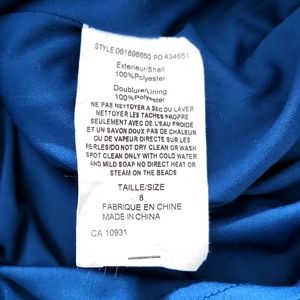 STYLE 081696650 PO 434651
Exterieur/Shell
100%Polyester
Doublure/Lining
100%Polyester
NE PAS NETTOYER A SEC OU LAVER
NETTOYER LES TACHES PROPRE
SEULEMENT AVEC DE L'EAU FROIDE
ET UN SAVON DOUX PAS DE CHALEUR
OU DE VAPEUR DIRECTE SUR LES
PERLES/DO NOT DRY CLEAN OR WASH
SPOT CLEAN ONLY WITH COLD WATER
AND MILD SOAP NO DIRECT HEAT OR
STEAM ON THE BEADS
TAILLE/SIZE
8
FABRIQUE EN CHINE
MADE IN CHINA
CA 10931